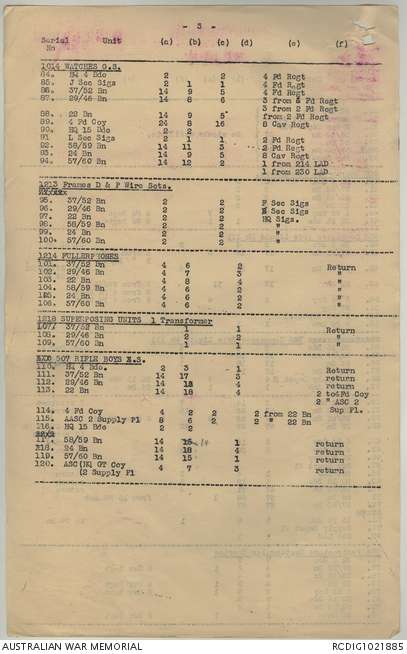 - 3 -
Serial No Unit (a) (b) (c) (d) (e) (f)
1014 WATCHES G.S.
84. HQ 4 Bde 2 2 4 Fd Regt
85. J Sec Sigs 2 1 1 4 Fd Regt
86. 37/52 Bn 14 9 5 4 Fd Regt
87. 29/46 Bn 14 8 6 3 from 4 Fd Regt
3 from 2 Fd Regt
88. 22 Bn 14 9 5 from 2 Fd Regt
89. 4 Fd Coy 24 8 16 8 Cav Regt
90. HQ 15 Bde 2 2
91 L Sec Sigs 2 1 1 2 Fd Regt
92. 58/59 Bn 14 11 3 2 Fd Regt
93. 24 Bn 14 9 5 8 Cav Regt
94. 57/60 Bn 14 12 2 1 from 214 LAD
1 from 230 LAD
1213 Frames D & P Wire Sets.
95. 37/52 Bn 2 2 F Sec Sigs
96. 29/46 Bn 2 2 Sec Sigs
97. 22 Bn 2 2 HQ Sigs.
98. 58/59 Bn 2 2 "
99. 24 Bn 2 2 "
100. 57/60 Bn 2 2 "
1214 FULLERPHONES
101. 37/52 Bn 4 6 2 Return
102. 29/46 Bn 4 7 3 "
103. 22 Bn 4 8 4 "
104. 58/59 Bn 4 6 2 "
105. 24 Bn 4 6 2 "
106. 57/60 Bn 4 6 2 "
1218 SUPERPOSING UNITS 1 Transformer
107. 37/52 Bn 1 1 Return
108. 29/46 Bn 2 2 "
109. 57/60 Bn 1 1 "
507 RIFLE BOYS E.S.
110. HQ 4 Bde. 2 3 1 Return
111. 37/52 Bn 14 17 3 Return
112. 29/46 Bn 14 18 4 Return
113. 22 Bn 14 18 4 2 to 4 Fd Coy
2 " ASC 2
Sup Pl.
114. 4 Fd Coy 4 2 2 2 from 22 Bn
115. AASC 2 Supply Pl 8 6 2 2 " 22 Bn
116. HQ 15 Bde 2 2
117. 58/59 Bn 14 15 14 1 return
118. 24 Bn 14 18 4 return
119. 57/60 Bn 14 15 1 return
120. ASC (HQ GT Coy 4 7 3 return
(2 Supply Pl
AUSTRALIAN WAR MEMORIAL RCDIG1021885